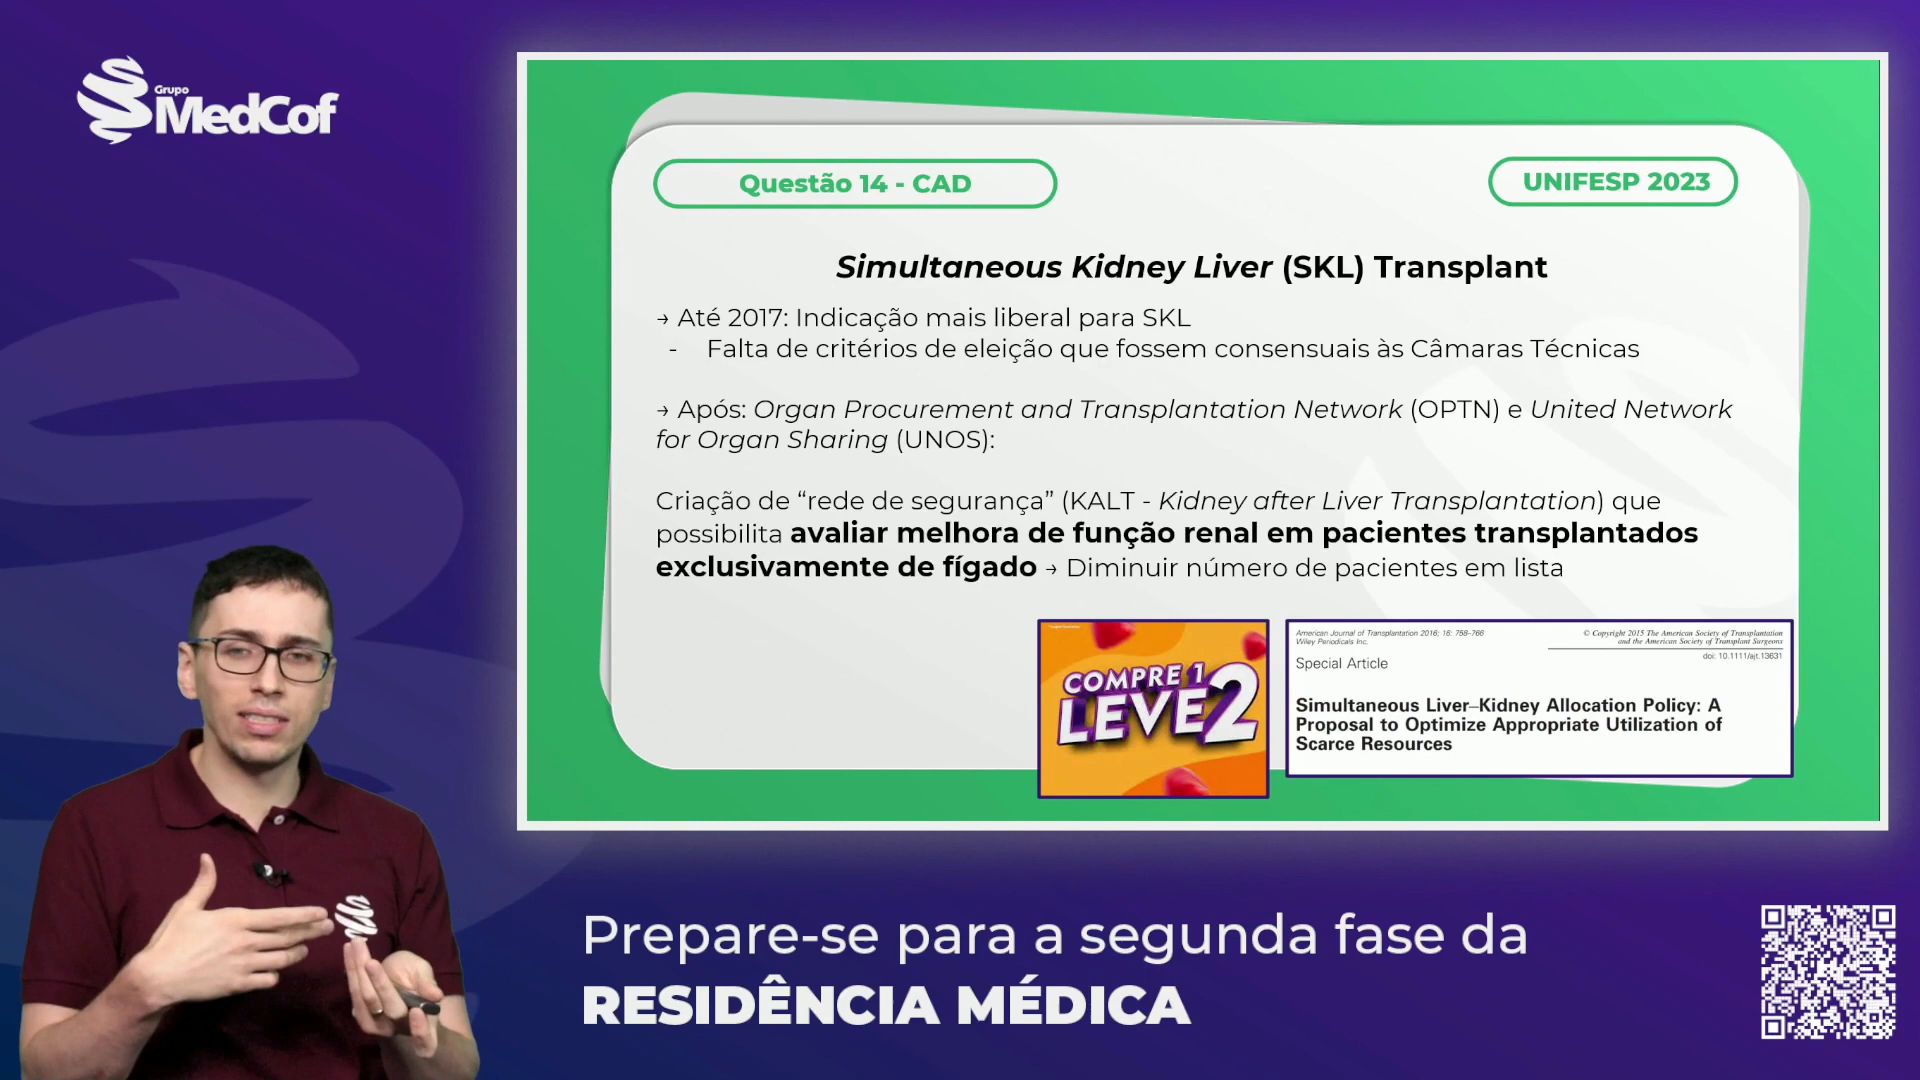 Grupo
MedCof
Questão 14 - CAD
UNIFESP 2023
Simultaneous Kidney Liver (SKL) Transplant
→ Até 2017: Indicação mais liberal para SKL
- Falta de critérios de eleição que fossem consensuais às Câmaras Técnicas
→ Após: Organ Procurement and Transplantation Network (OPTN) e United Network
for Organ Sharing (UNOS):
Criação de “rede de segurança” (KALT - Kidney after Liver Transplantation) que
possibilita avaliar melhora de função renal em pacientes transplantados
exclusivamente de fígado → Diminuir número de pacientes em lista
COMPRE 1
LEVE 2
American Journal of Transplantation 2016; 16: 758–766
Wiley Periodicals Inc.
© Copyright 2015 The American Society of Transplantation
and the American Society of Transplant Surgeons
doi: 10.1111/ajt.13631
Special Article
Simultaneous Liver–Kidney Allocation Policy: A
Proposal to Optimize Appropriate Utilization of
Scarce Resources
Prepare-se para a segunda fase da
RESIDÊNCIA MÉDICA